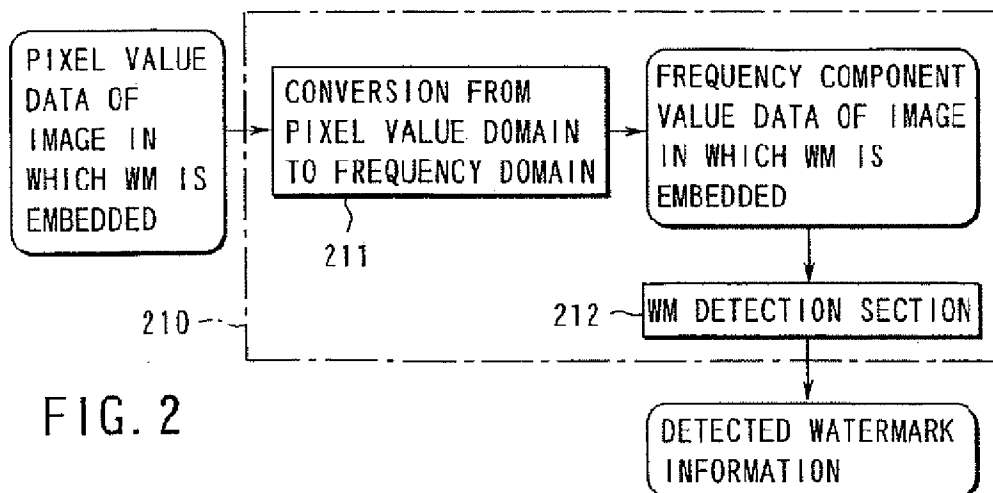 PIXEL VALUE
DATA OF
IMAGE IN
WHICH WM IS
EMBEDDED
CONVERSION FROM
PIXEL VALUE DOMAIN
TO FREQUENCY DOMAIN
211
FREQUENCY COMPONENT
VALUE DATA OF IMAGE
IN WHICH WM IS
EMBEDDED
210
212
WM DETECTION SECTION
DETECTED WATERMARK
INFORMATION
FIG. 2